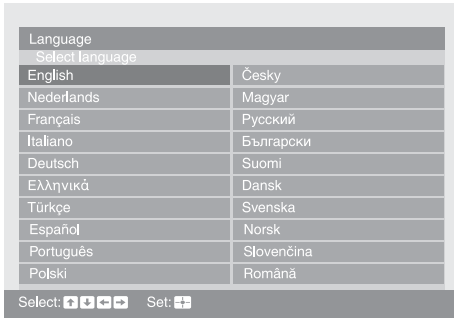 Language
Select language
English Česky
Nederlands Magyar
Français Русский
Italiano Български
Deutsch Suomi
Ελληνικά Dansk
Türkçe Svenska
Español Norsk
Português Slovenčina
Polski Română
Select: ↑ ↓ ← → Set: